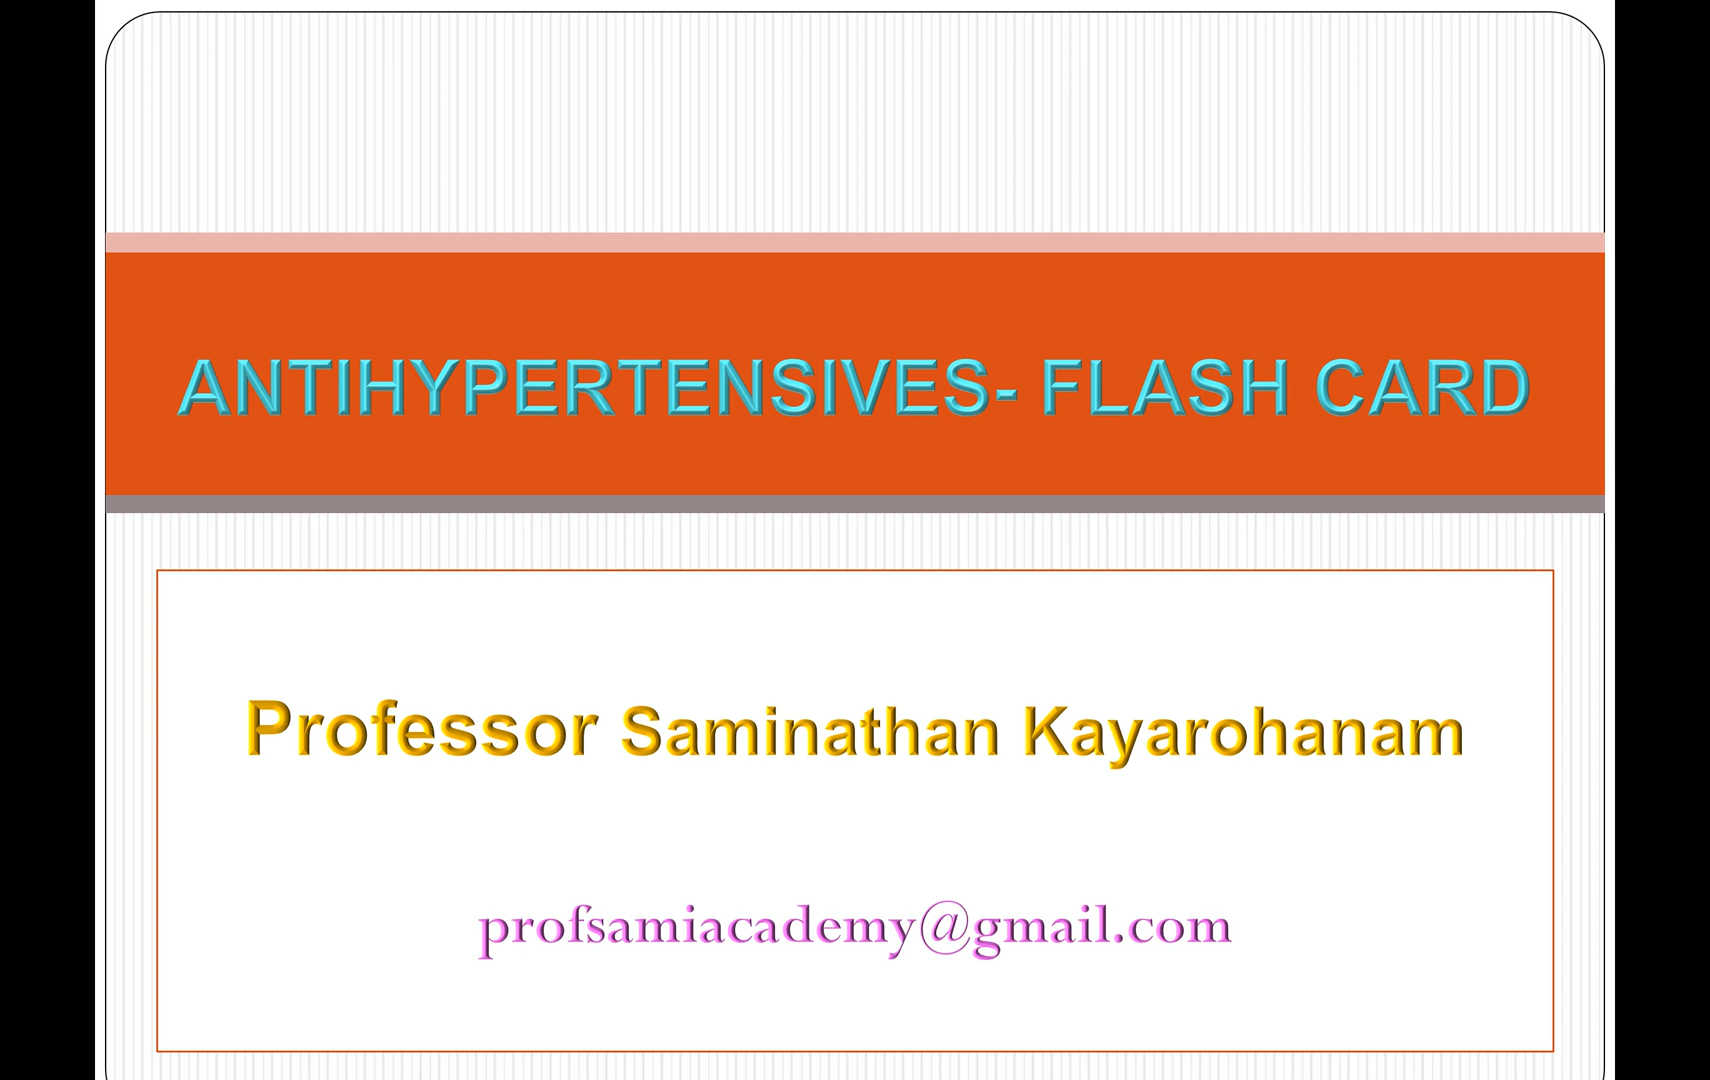 ANTIHYPERTENSIVES- FLASH CARD
Professor Saminathan Kayarohanam
profsamiacademy@gmail.com